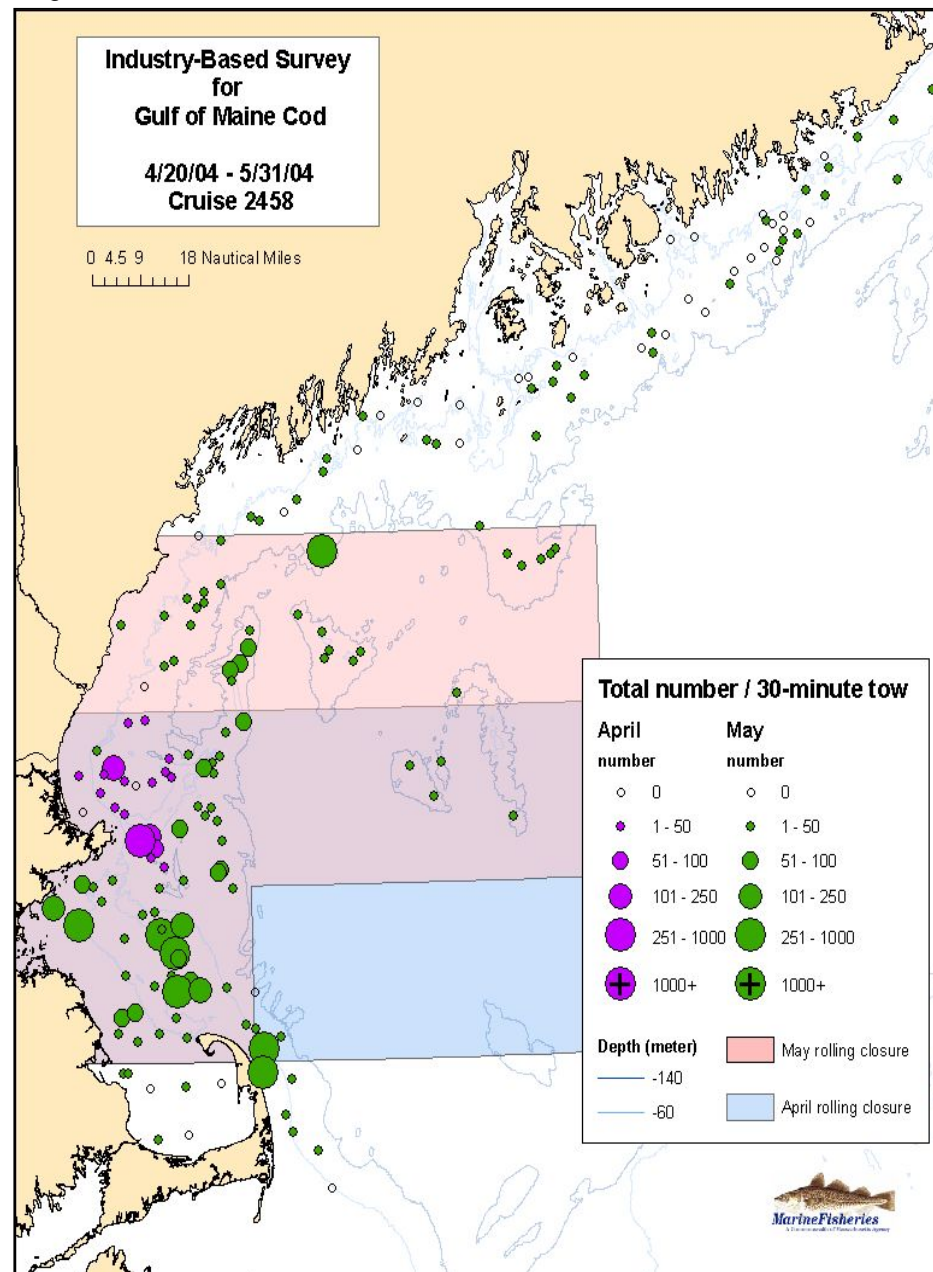 Industry-Based Survey
for
Gulf of Maine Cod
4/20/04 - 5/31/04
Cruise 2458
0 4.5 9 18 Nautical Miles
Total number / 30-minute tow
April May
number number
0 0
1 - 50 1 - 50
51 - 100 51 - 100
101 - 250 101 - 250
251 - 1000 251 - 1000
1000+ 1000+
Depth (meter)
-140
-60
May rolling closure
April rolling closure
MarineFisheries